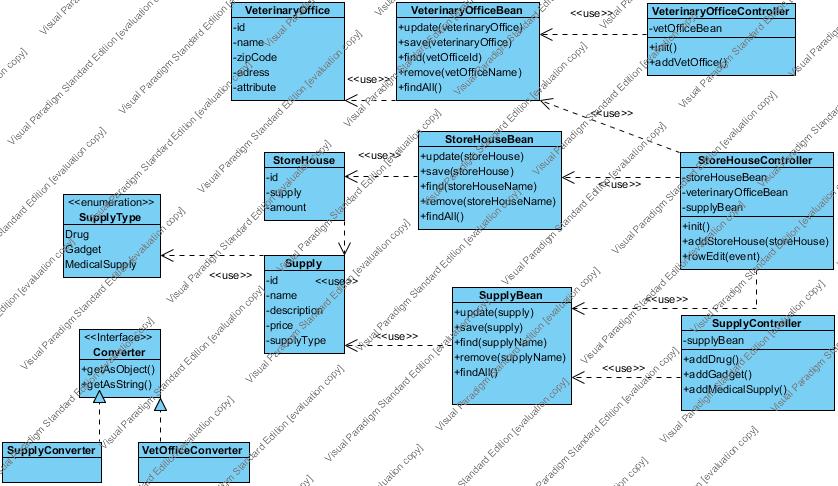 VeterinaryOffice
-id
-name
-zipCode
-adress
-attribute
VeterinaryOfficeBean
+update(veterinaryOffice)
+save(veterinaryOffice)
+find(vetOfficeId)
+remove(vetOfficeName)
+findAll()
VeterinaryOfficeController
-vetOfficeBean
+init()
+addVetOffice()
<<use>>
<<use>>
<<use>>
StoreHouse
-id
-supply
-amount
<<use>>
StoreHouseBean
+update(storeHouse)
+save(storeHouse)
+find(storeHouseName)
+remove(storeHouseName)
+findAll()
<<use>>
StoreHouseController
-storeHouseBean
-veterinaryOfficeBean
-supplyBean
+init()
+addStoreHouse(storeHouse)
+rowEdit(event)
<<enumeration>>
SupplyType
Drug
Gadget
MedicalSupply
<<use>>
Supply
-id
-name
-description
-price
-supplyType
<<use>>
<<use>>
SupplyBean
+update(supply)
+save(supply)
+find(supplyName)
+remove(supplyName)
+findAll()
<<use>>
<<use>>
SupplyController
-supplyBean
+addDrug()
+addGadget()
+addMedicalSupply()
<<Interface>>
Converter
+getAsObject()
+getAsString()
SupplyConverter
VetOfficeConverter
Visual Paradigm Standard Edition [evaluation copy]